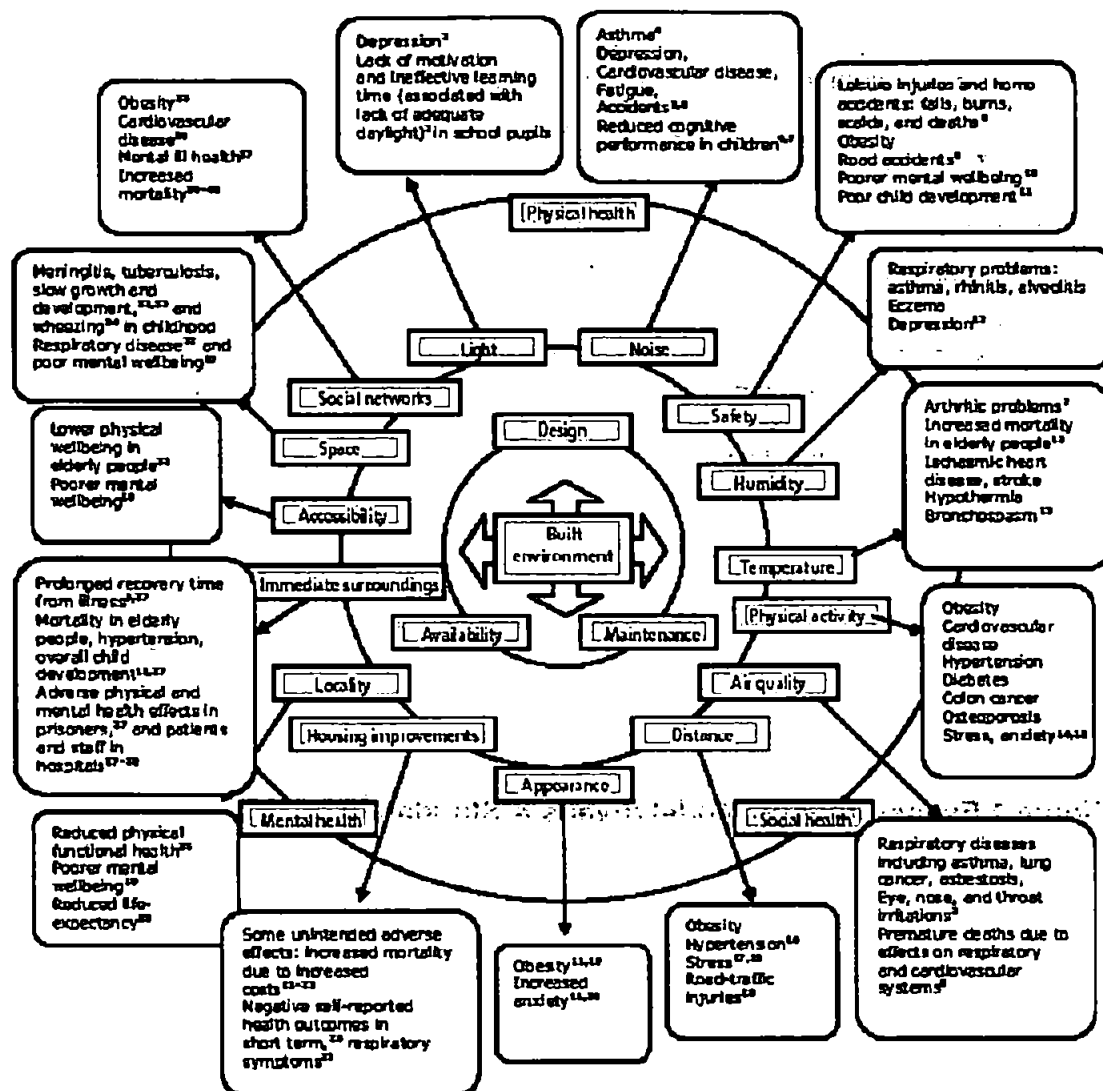 Depression
Lack of motivation
and ineffective learning
time (associated with
lack of adequate
daylight) in school pupils
Asthma
Depression,
Cardiovascular disease,
Fatigue,
Accidents
Reduced cognitive
performance in children
Leisure injuries and home
accidents: falls, burns,
scalds, and deaths
Obesity
Road accidents
Poorer mental wellbeing
Poor child development
Obesity
Cardiovascular
disease
Mental ill health
Increased
mortality
Physical health
Meningitis, tuberculosis,
slow growth and
development, and
wheezing in childhood
Respiratory disease and
poor mental wellbeing
Respiratory problems:
asthma, rhinitis, alveolitis
Eczema
Depression
Light
Noise
Social networks
Safety
Space
Design
Humidity
Lower physical
wellbeing in
elderly people
Poorer mental
wellbeing
Accessibility
Arthritic problems
Increased mortality
in elderly people
Ischaemic heart
disease, stroke
Hypothermia
Bronchospasm
Built
environment
Immediate surroundings
Temperature
Prolonged recovery time
from illness
Mortality in elderly
people, hypertension,
overall child
development
Adverse physical and
mental health effects in
prisoners, and patients
and staff in
hospitals
Availability
Maintenance
Physical activity
Obesity
Cardiovascular
disease
Hypertension
Diabetes
Colon cancer
Osteoporosis
Stress, anxiety
Locality
Air quality
Housing improvements
Distance
Appearance
Mental health
Social health
Reduced physical
functional health
Poorer mental
wellbeing
Reduced life-
expectancy
Some unintended adverse
effects: increased mortality
due to increased
costs
Negative self-reported
health outcomes in
short term, respiratory
symptoms
Obesity
Increased
anxiety
Obesity
Hypertension
Stress
Road-traffic
injuries
Respiratory diseases
including asthma, lung
cancer, asbestosis,
Eye, nose, and throat
irritations
Premature deaths due to
effects on respiratory
and cardiovascular
systems